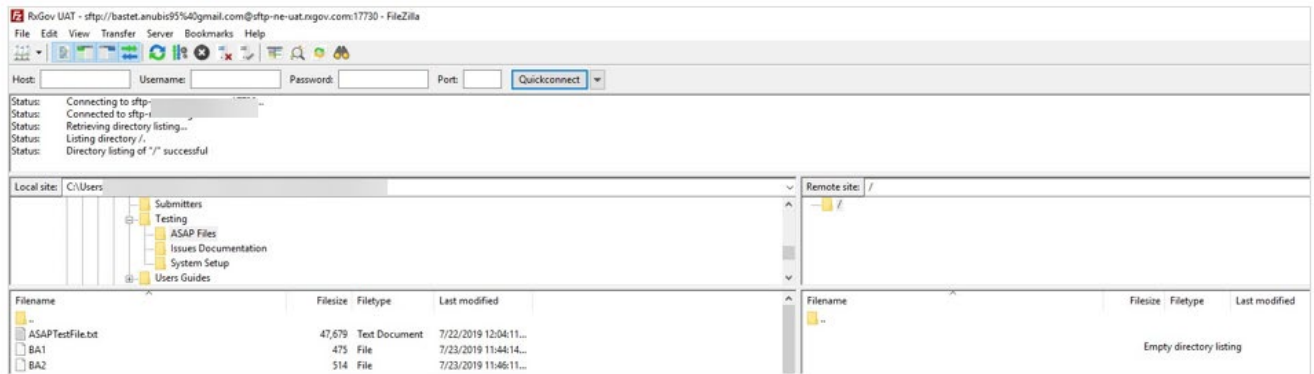 RxGov UAT - sftp://bastet.anubis95%40gmail.com@sftp-ne-uat.rxgov.com:17730 - FileZilla
File Edit View Transfer Server Bookmarks Help
Host: Username: Password: Port: Quickconnect
Status: Connecting to sftp-
Status: Connected to sftp-
Status: Retrieving directory listing...
Status: Listing directory /.
Status: Directory listing of "/" successful
Local site: C:\Users
Remote site: /
Submitters
Testing
ASAP Files
Issues Documentation
System Setup
Users Guides
/
Filename Filesize Filetype Last modified
..
ASAPTestFile.txt 47,679 Text Document 7/22/2019 12:04:11...
BA1 475 File 7/23/2019 11:44:14...
BA2 514 File 7/23/2019 11:46:11...
Filename Filesize Filetype Last modified
..
Empty directory listing